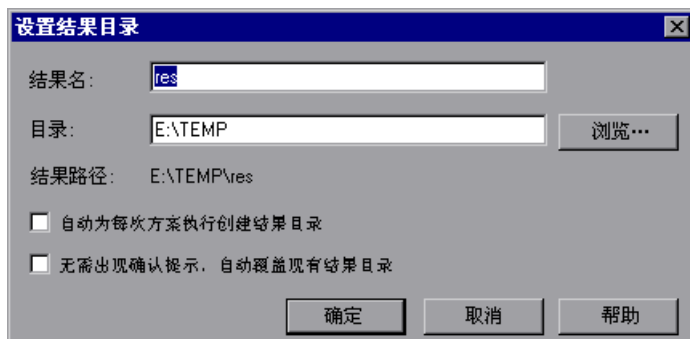 设置结果目录
结果名: res
目录: E:\TEMP 浏览…
结果路径: E:\TEMP\res
自动为每次方案执行创建结果目录
无需出现确认提示，自动覆盖现有结果目录
确定 取消 帮助